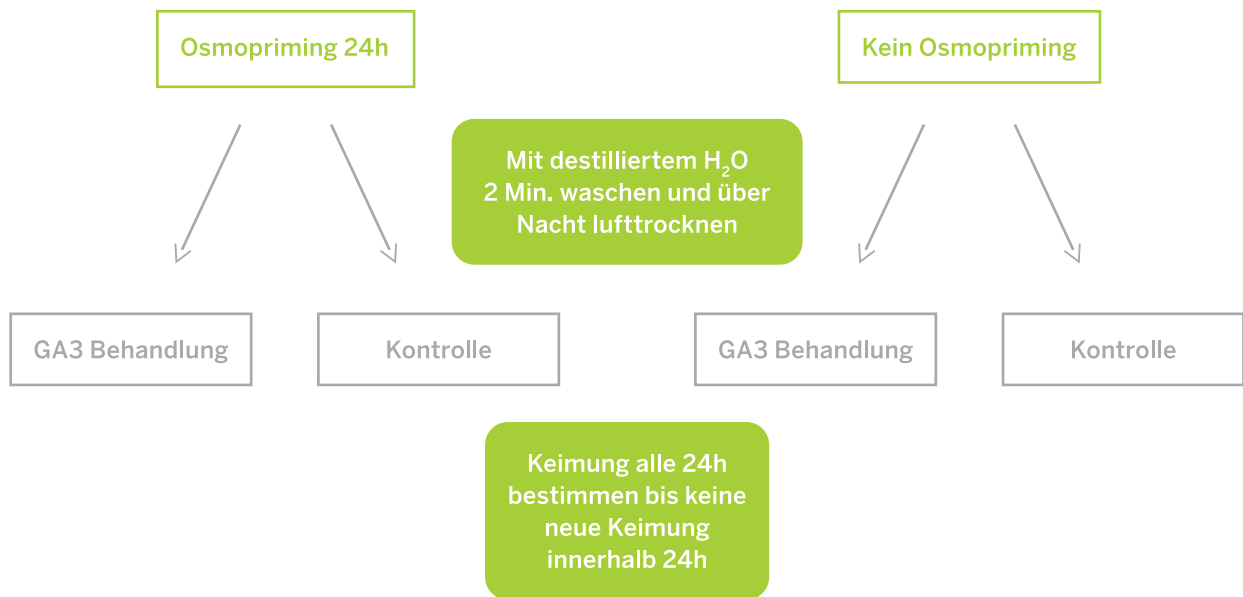 Osmopriming 24h
Kein Osmopriming
Mit destilliertem H₂O
2 Min. waschen und über
Nacht lufttrocknen
GA3 Behandlung
Kontrolle
GA3 Behandlung
Kontrolle
Keimung alle 24h
bestimmen bis keine
neue Keimung
innerhalb 24h